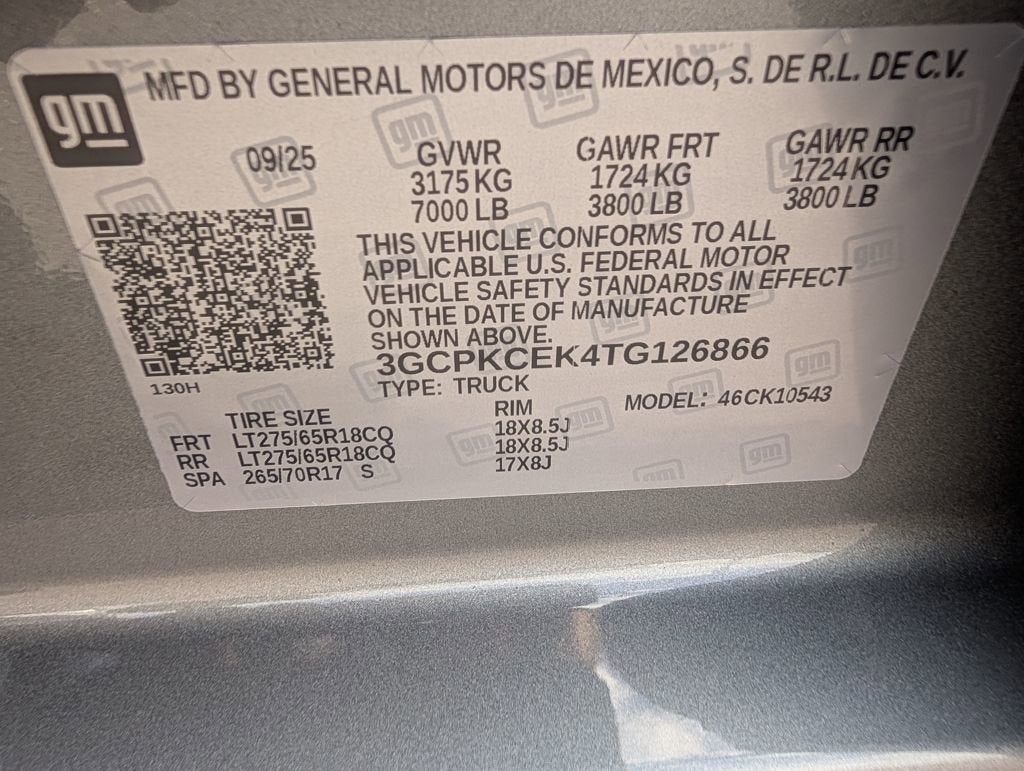 gm
MFD BY GENERAL MOTORS DE MEXICO, S. DE R.L. DE C.V.
09/25
GVWR GAWR FRT GAWR RR
3175 KG 1724 KG 1724 KG
7000 LB 3800 LB 3800 LB
THIS VEHICLE CONFORMS TO ALL
APPLICABLE U.S. FEDERAL MOTOR
VEHICLE SAFETY STANDARDS IN EFFECT
ON THE DATE OF MANUFACTURE
SHOWN ABOVE.
3GCPKCEK4TG126866
130H
TYPE: TRUCK
MODEL: 46CK10543
TIRE SIZE RIM
FRT LT275/65R18CQ 18X8.5J
RR LT275/65R18CQ 18X8.5J
SPA 265/70R17 S 17X8J